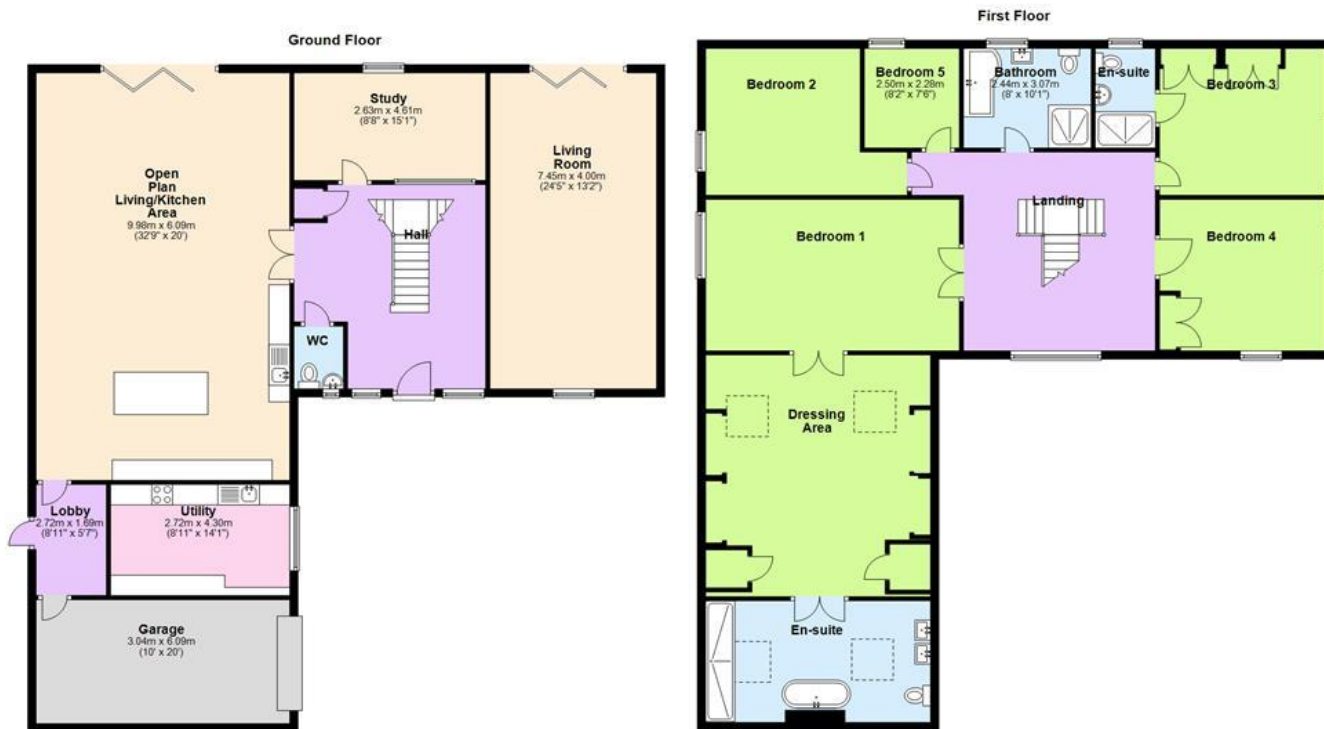 Ground Floor
Study
2.63m x 4.61m
(8'8" x 15'1")
Open
Plan
Living/Kitchen
Area
9.98m x 6.09m
(32'9" x 20')
Living
Room
7.45m x 4.00m
(24'5" x 13'2")
Hall
WC
Lobby
2.72m x 1.69m
(8'11" x 5'7")
Utility
2.72m x 4.30m
(8'11" x 14'1")
Garage
3.04m x 6.09m
(10' x 20')
First Floor
Bedroom 2
Bedroom 5
2.50m x 2.28m
(8'2" x 7'6")
Bathroom
2.44m x 3.07m
(8' x 10'1")
En-suite
Bedroom 3
Landing
Bedroom 1
Bedroom 4
Dressing
Area
En-suite